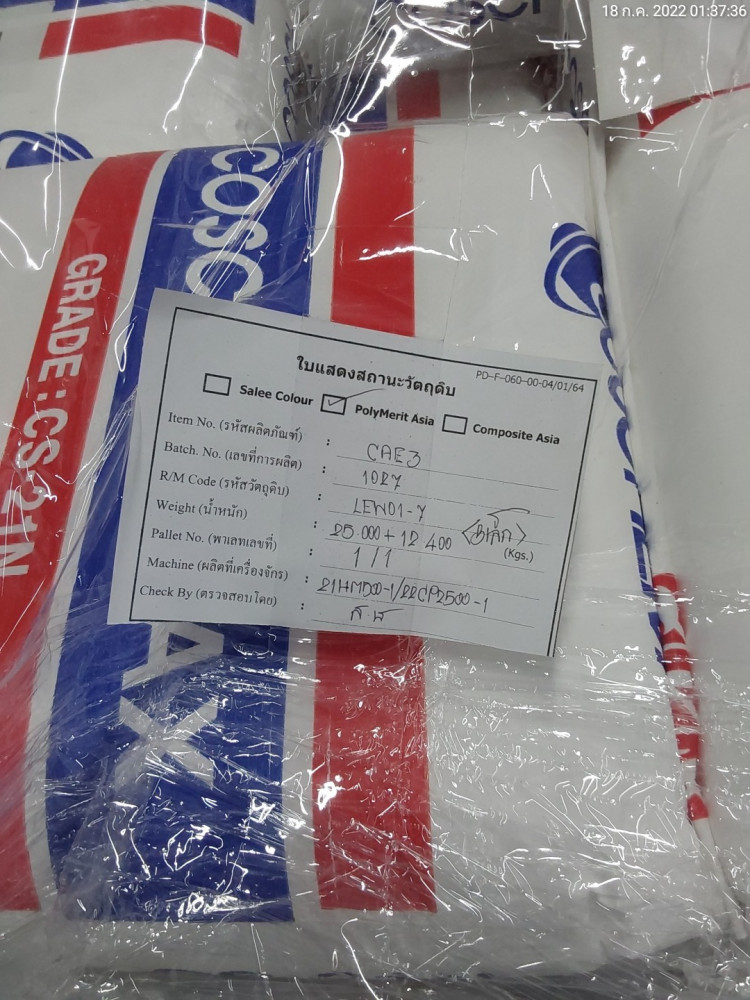 18 ก.ค. 2022 01:37:36
COSC
GRADE : CS-21N
AX
ใบแสดงสถานะวัตถุดิบ
PD-F-060-00-04/01/64
Salee Colour
PolyMerit Asia
Composite Asia
Item No. (รหัสผลิตภัณฑ์) : CAE3
Batch. No. (เลขที่การผลิต) : 1027
R/M Code (รหัสวัตถุดิบ) : LEW01-7
Weight (น้ำหนัก) : 25.000 + 12.400 (Kgs.)
Pallet No. (พาเลทเลขที่) : 1/1
Machine (ผลิตที่เครื่องจักร) : 21HM500-1/22CP2500-1
Check By (ตรวจสอบโดย) :